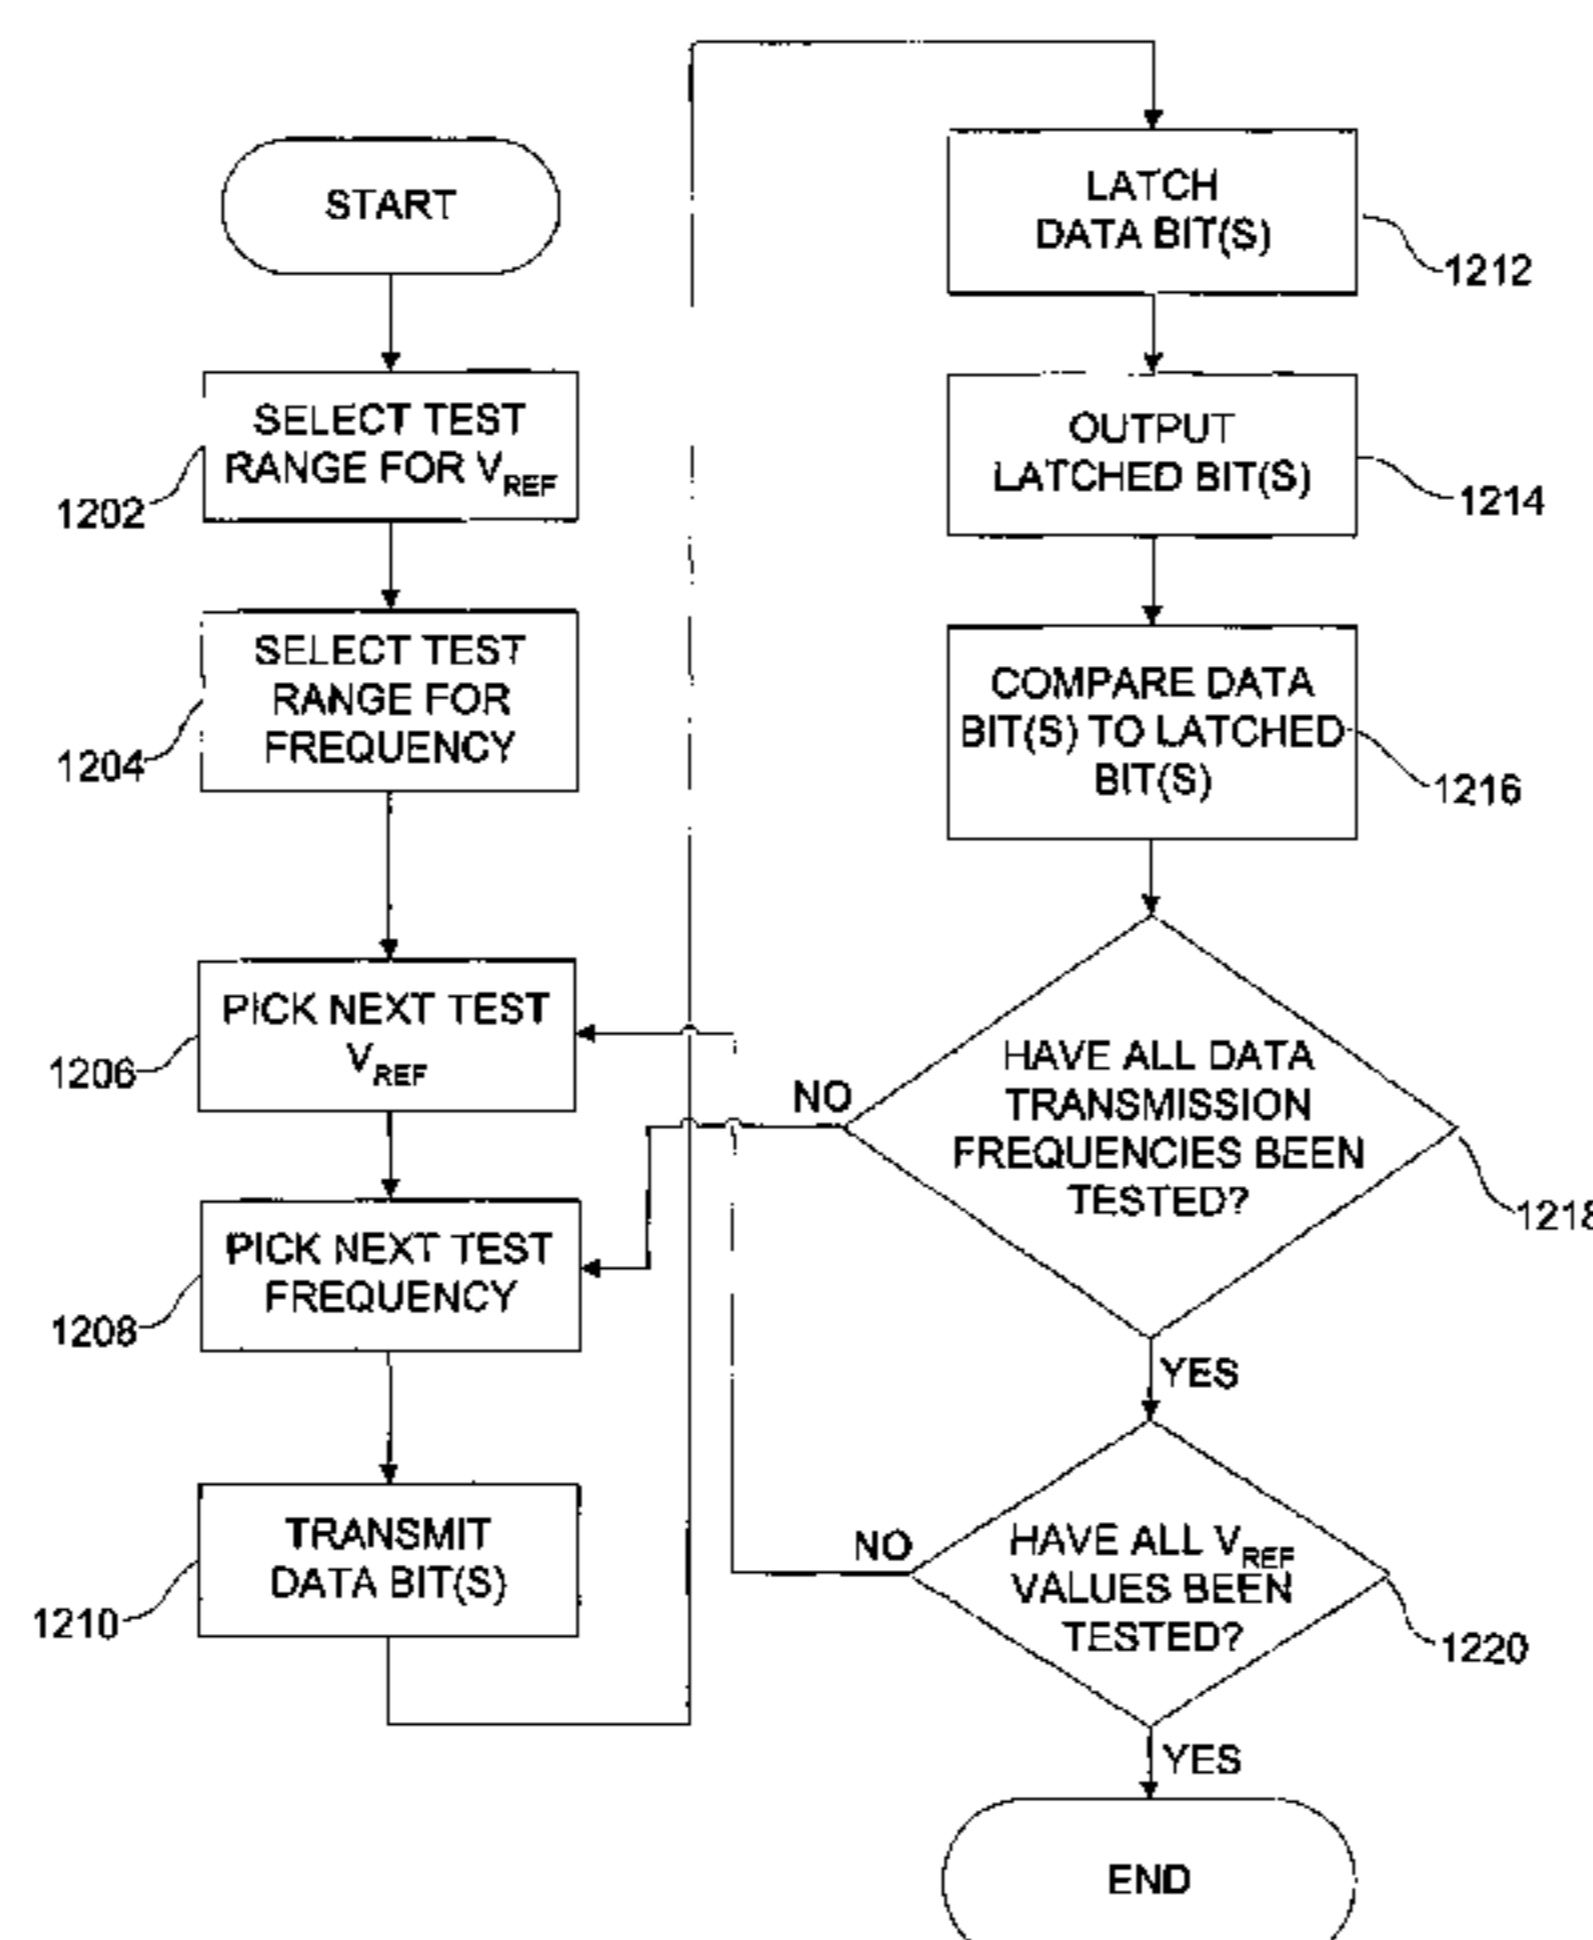 START
SELECT TEST
RANGE FOR VREF
1202
SELECT TEST
RANGE FOR
FREQUENCY
1204
PICK NEXT TEST
VREF
1206
PICK NEXT TEST
FREQUENCY
1208
TRANSMIT
DATA BIT(S)
1210
LATCH
DATA BIT(S)
1212
OUTPUT
LATCHED BIT(S)
1214
COMPARE DATA
BIT(S) TO LATCHED
BIT(S)
1216
HAVE ALL DATA
TRANSMISSION
FREQUENCIES BEEN
TESTED?
NO
1218
YES
HAVE ALL VREF
VALUES BEEN
TESTED?
NO
1220
YES
END